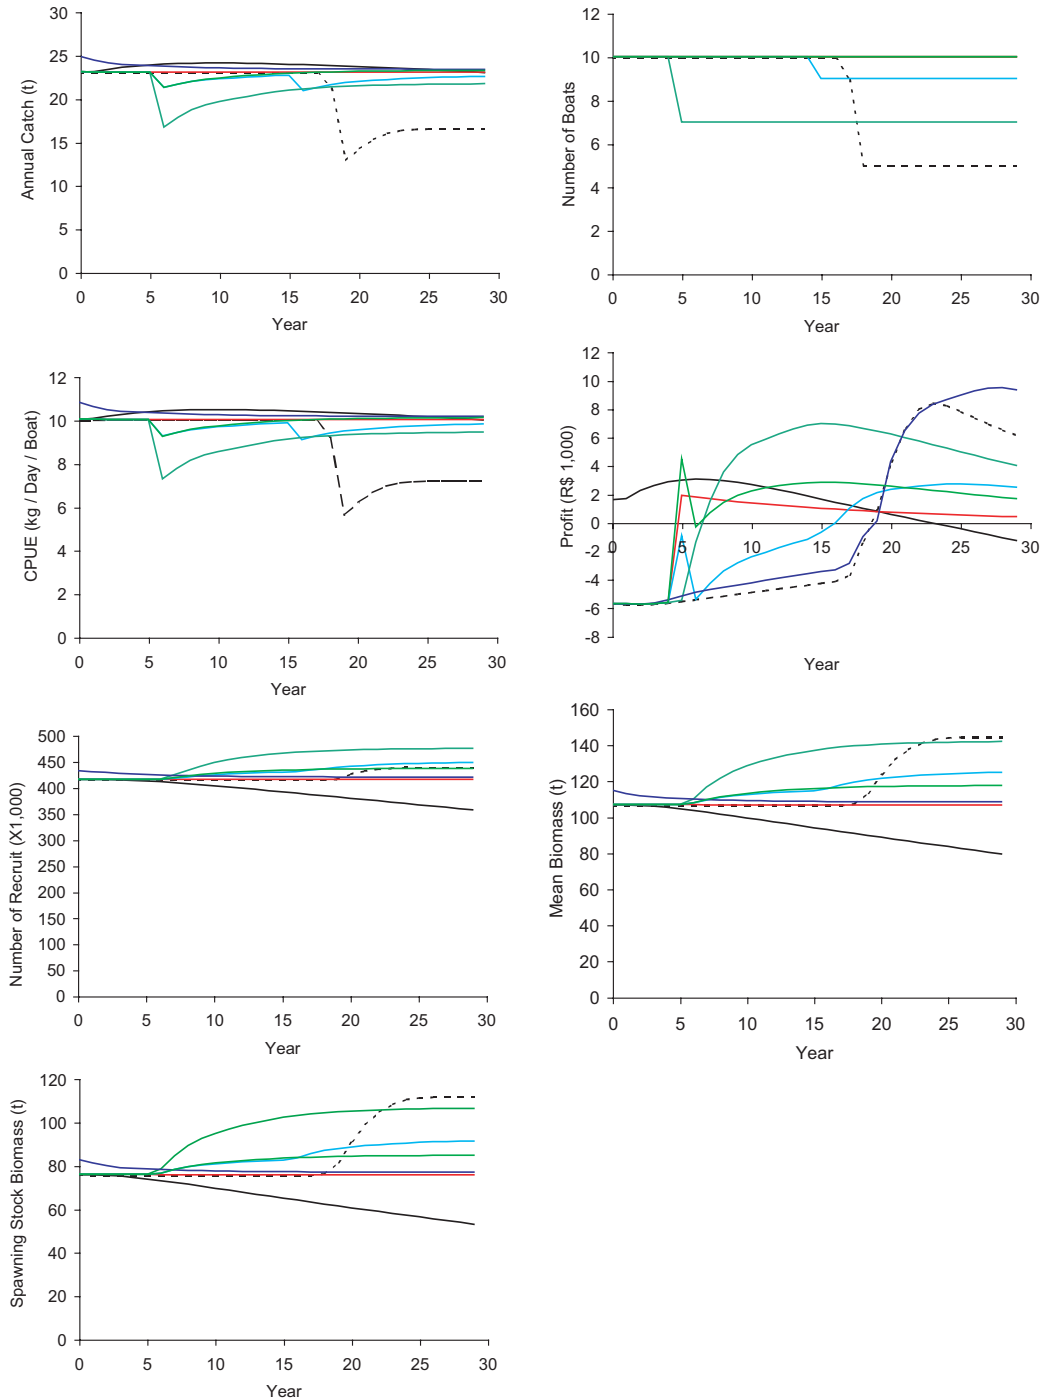 Annual Catch (t)
30
25
20
15
10
5
0
0 5 10 15 20 25 30
Year
Number of Boats
12
10
8
6
4
2
0
0 5 10 15 20 25 30
Year
CPUE (kg / Day / Boat)
12
10
8
6
4
2
0
0 5 10 15 20 25 30
Year
Profit (R$ 1,000)
12
10
8
6
4
2
0
-2
-4
-6
-8
0 5 10 15 20 25 30
Year
Number of Recruit (X1,000)
500
450
400
350
300
250
200
150
100
50
0
0 5 10 15 20 25 30
Year
Mean Biomass (t)
160
140
120
100
80
60
40
20
0
0 5 10 15 20 25 30
Year
Spawning Stock Biomass (t)
120
100
80
60
40
20
0
0 5 10 15 20 25 30
Year